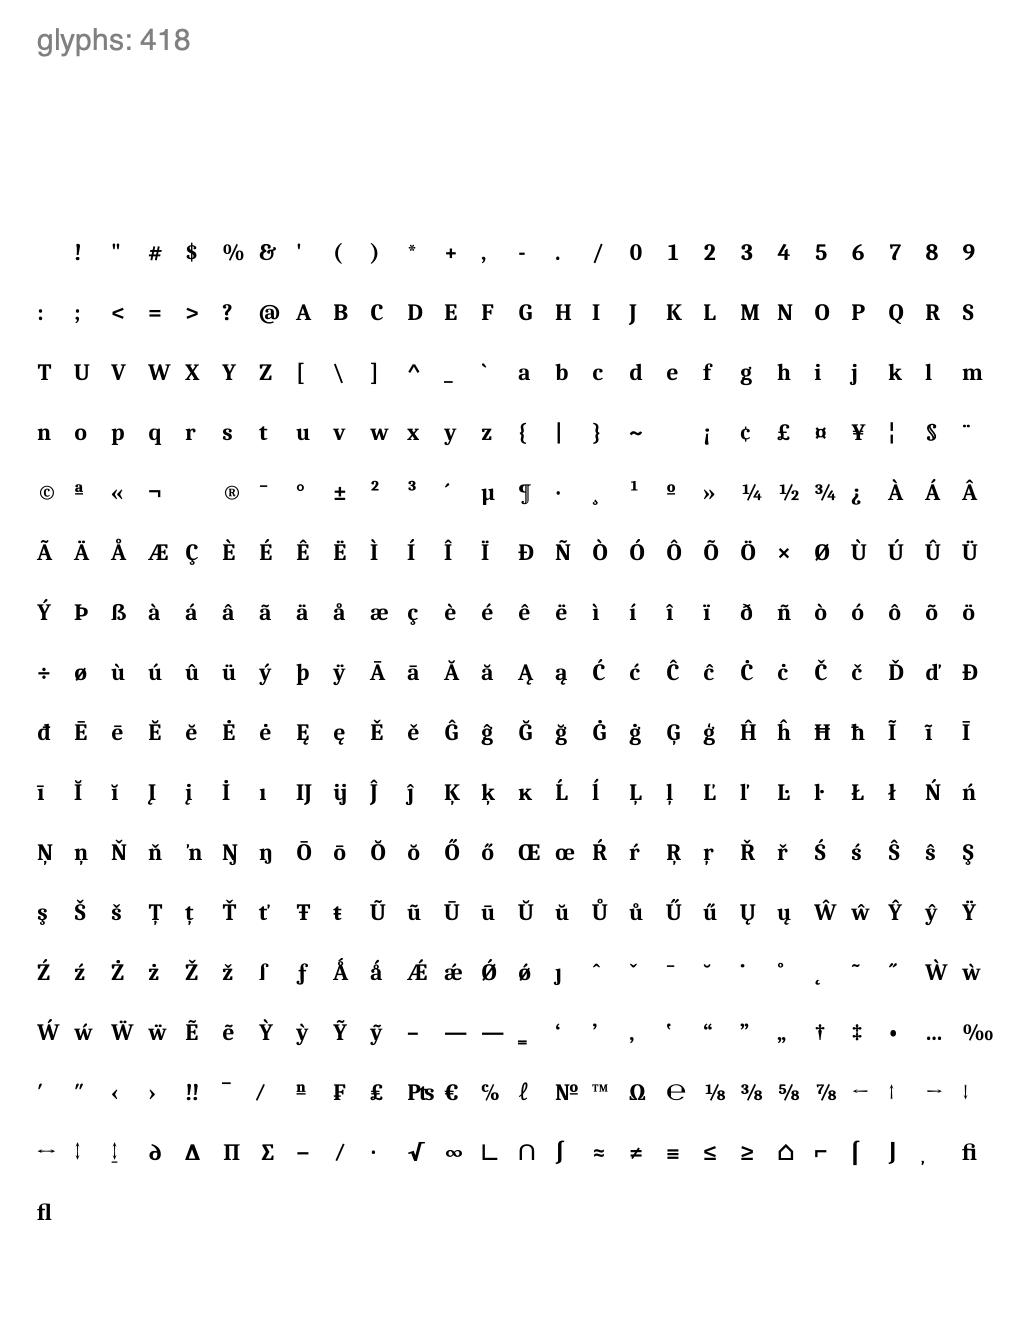 glyphs: 418
! " # $ % & ' ( ) * + , - . / 0 1 2 3 4 5 6 7 8 9
: ; < = > ? @ A B C D E F G H I J K L M N O P Q R S
T U V W X Y Z [ \ ] ^ _ ` a b c d e f g h i j k l m
n o p q r s t u v w x y z { | } ~ ¡ ¢ £ ¤ ¥ ¦ § ¨
© ª « ¬ ® ¯ ° ± ² ³ ´ µ ¶ · ¸ ¹ º » ¼ ½ ¾ ¿ À Á Â
Ã Ä Å Æ Ç È É Ê Ë Ì Í Î Ï Ð Ñ Ò Ó Ô Õ Ö × Ø Ù Ú Û Ü
Ý Þ ß à á â ã ä å æ ç è é ê ë ì í î ï ð ñ ò ó ô õ ö
÷ ø ù ú û ü ý þ ÿ Ā ā Ă ă Ą ą Ć ć Ĉ ĉ Ċ ċ Č č Ď ď Đ
đ Ē ē Ĕ ĕ Ė ė Ę ę Ě ě Ĝ ĝ Ğ ğ Ġ ġ Ģ ģ Ĥ ĥ Ħ ħ Ĩ ĩ Ī
ī Ĭ ĭ Į į İ ı Ĳ ĳ Ĵ ĵ Ķ ķ ĸ Ĺ ĺ Ļ ļ Ľ ľ Ŀ ŀ Ł ł Ń ń
Ņ ņ Ň ň ŉ Ŋ ŋ Ō ō Ŏ ŏ Ő ő Œ œ Ŕ ŕ Ŗ ŗ Ř ř Ś ś Ŝ ŝ Ş
ş Š š Ţ ţ Ť ť Ŧ ŧ Ũ ũ Ū ū Ŭ ŭ Ů ů Ű ű Ų ų Ŵ ŵ Ŷ ŷ Ÿ
Ź ź Ż ż Ž ž ſ ƒ Ǻ ǻ Ǽ ǽ Ǿ ǿ ȷ ˆ ˇ ˉ ˘ ˙ ˚ ˛ ˜ ˝ Ẁ ẁ
Ẃ ẃ Ẅ ẅ Ẽ ẽ Ỳ ỳ Ỹ ỹ – — ― ‗ ‘ ’ ‚ ‛ “ ” „ † ‡ • … ‰
′ ″ ‹ › ‼ ‾ ⁄ ⁿ ₣ ₤ ₧ € ℅ ℓ № ™ Ω ℮ ⅛ ⅜ ⅝ ⅞ ← ↑ → ↓
↔ ↕ ↨ ∂ ∆ ∏ ∑ − ∕ ∙ √ ∞ ∟ ∩ ∫ ≈ ≠ ≡ ≤ ≥ ⌂ ⌐ ⌠ ⌡ ̦ ﬁ
ﬂ